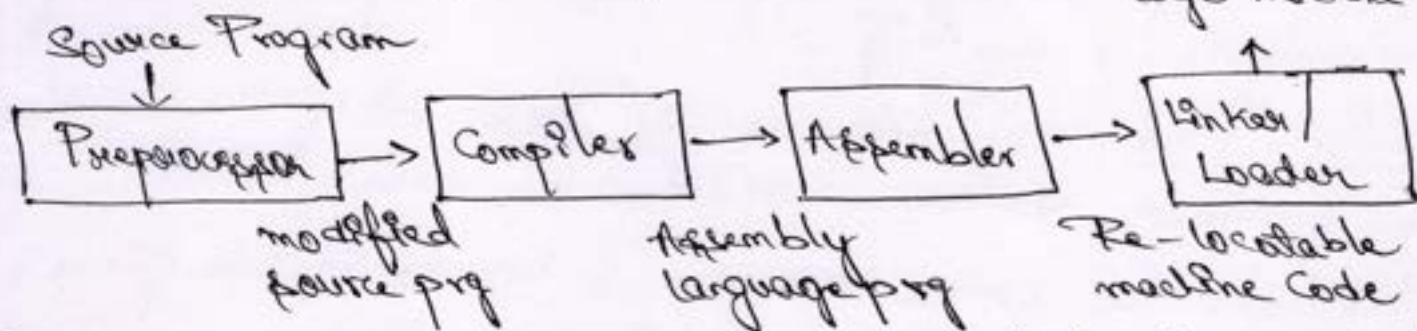 Source Program
Preprocessor
Compiler
Assembler
Linker/
Loader
modified
source prg
Assembly
language prg
Re-locatable
machine Code